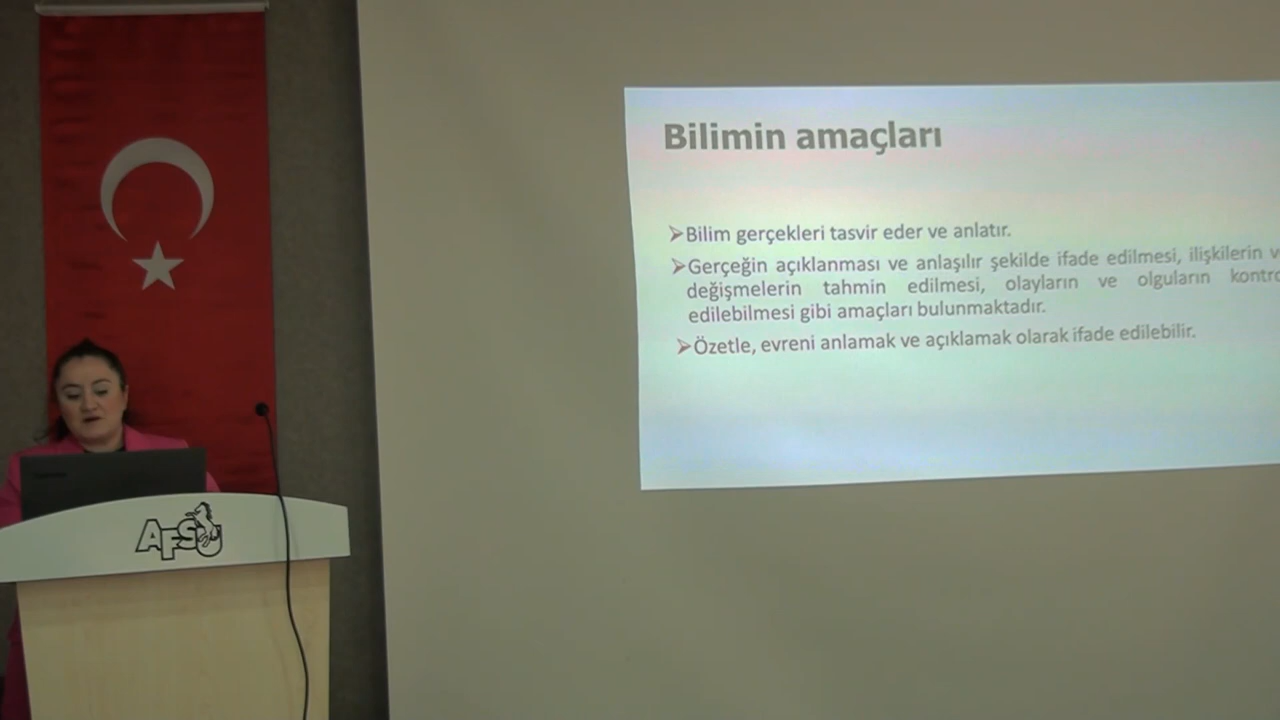 Bilimin amaçları
➢Bilim gerçekleri tasvir eder ve anlatır.
➢Gerçeğin açıklanması ve anlaşılır şekilde ifade edilmesi, ilişkilerin
değişmelerin tahmin edilmesi, olayların ve olguların
edilebilmesi gibi amaçları bulunmaktadır.
➢Özetle, evreni anlamak ve açıklamak olarak ifade edilebilir.
AFSU